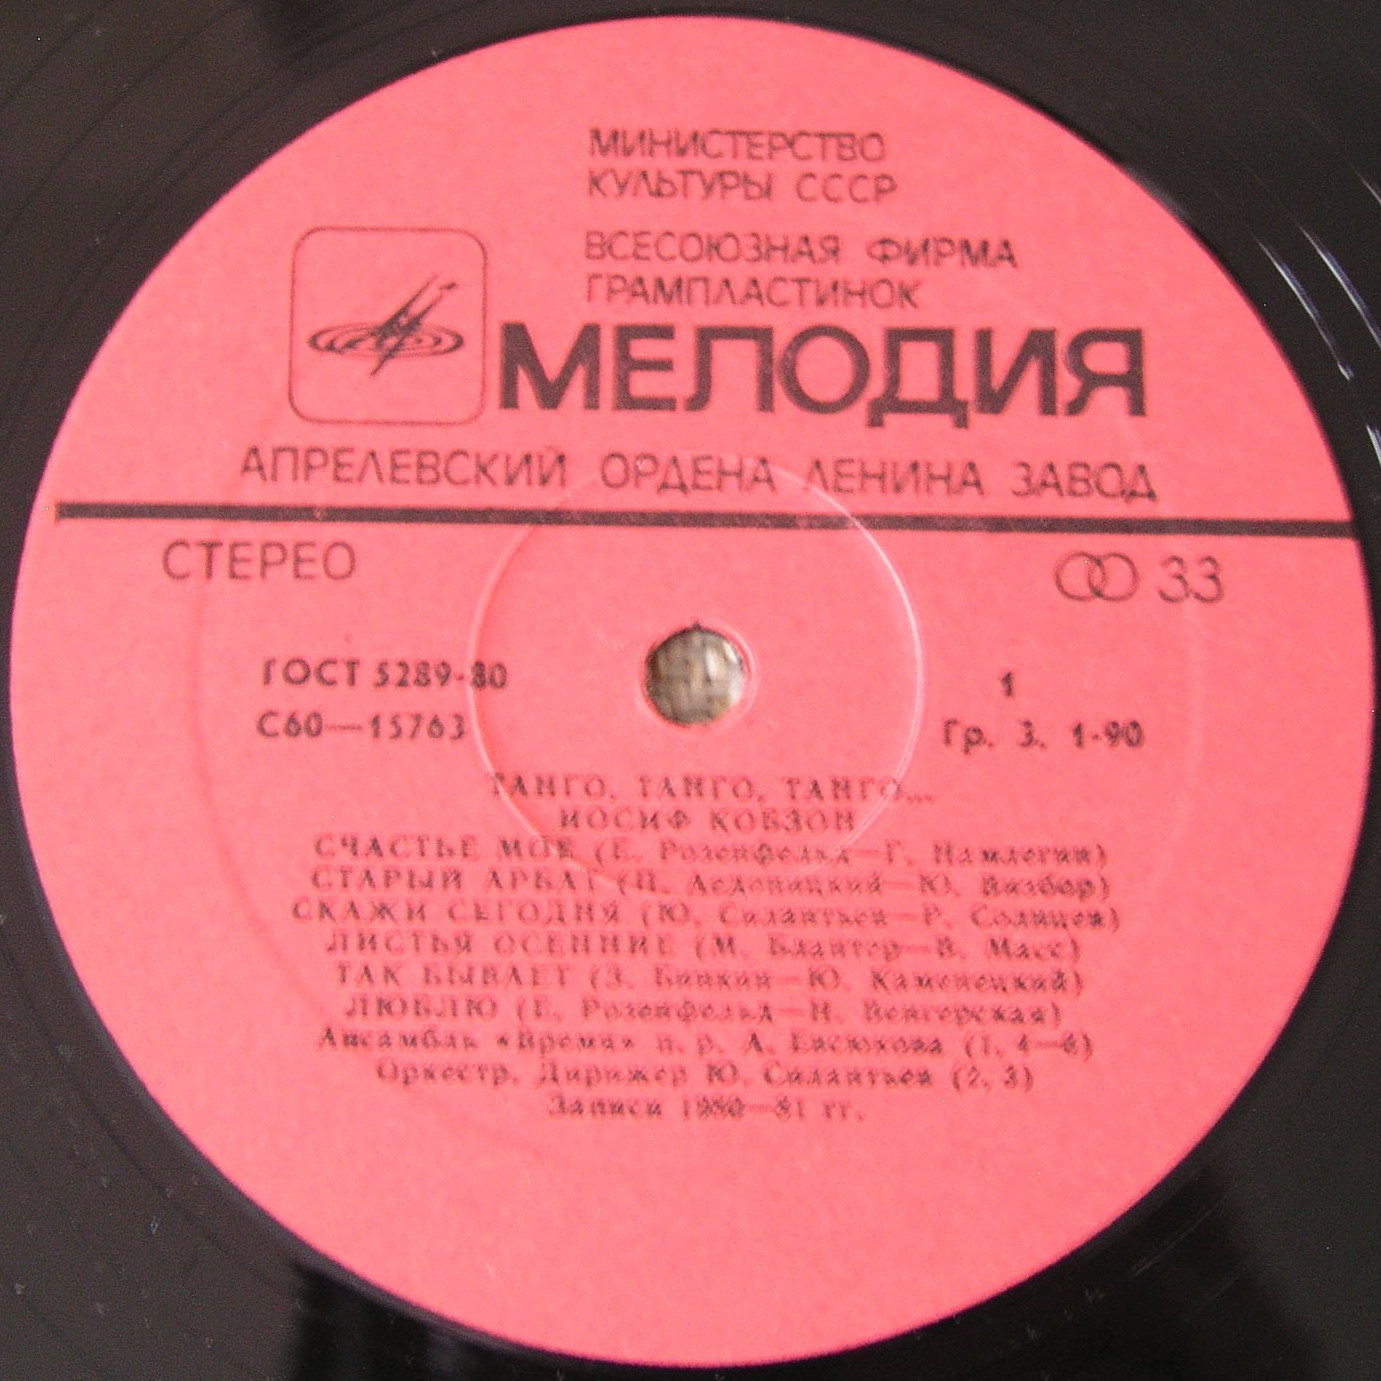 МИНИСТЕРСТВО
КУЛЬТУРЫ СССР
ВСЕСОЮЗНАЯ ФИРМА
ГРАМПЛАСТИНОК
МЕЛОДИЯ
АПРЕЛЕВСКИЙ ОРДЕНА ЛЕНИНА ЗАВОД
СТЕРЕО 33
ГОСТ 5289-80 1
С60—15763 Гр. 3. 1-90
ТАНГО, ТАНГО, ТАНГО...
ИОСИФ КОБЗОН
СЧАСТЬЕ МОЕ (Е. Розенфельд—Г. Намлегин)
СТАРЫЙ АРБАТ (П. Аедоницкий—Ю. Визбор)
СКАЖИ СЕГОДНЯ (Ю. Силантьев—Р. Солнцев)
ЛИСТЬЯ ОСЕННИЕ (М. Блантер—В. Масс)
ТАК БЫВАЕТ (З. Бинкин—Ю. Каменецкий)
ЛЮБЛЮ (Е. Розенфельд—Н. Венгерская)
Ансамбль «Время» п. р. А. Евсюкова (1, 4—6)
Оркестр. Дирижер Ю. Силантьев (2, 3)
Записи 1980—81 гг.